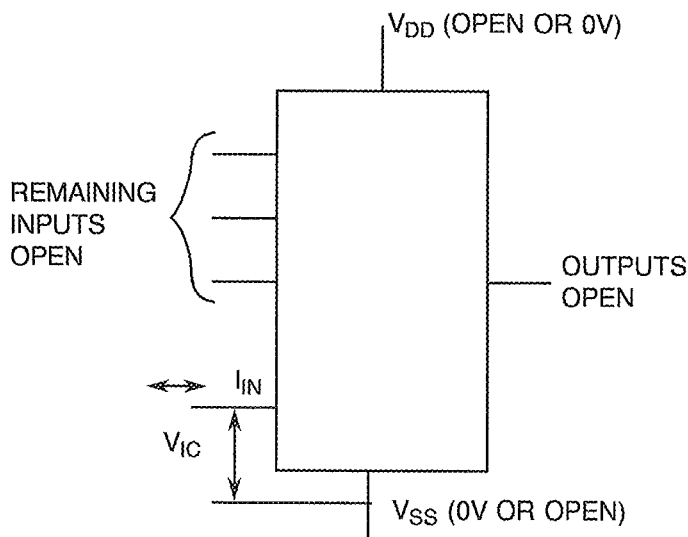 V_DD (OPEN OR 0V)
REMAINING
INPUTS
OPEN
OUTPUTS
OPEN
I_IN
V_IC
V_SS (0V OR OPEN)